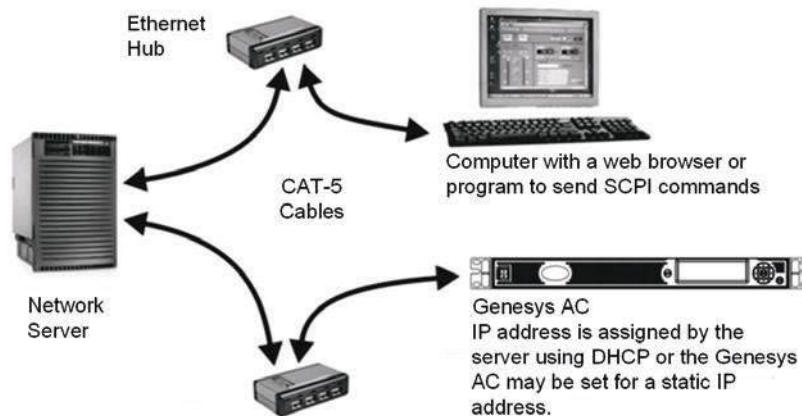 Ethernet
Hub
Computer with a web browser or
program to send SCPI commands
CAT-5
Cables
Network
Server
Genesys AC
IP address is assigned by the
server using DHCP or the Genesys
AC may be set for a static IP
address.